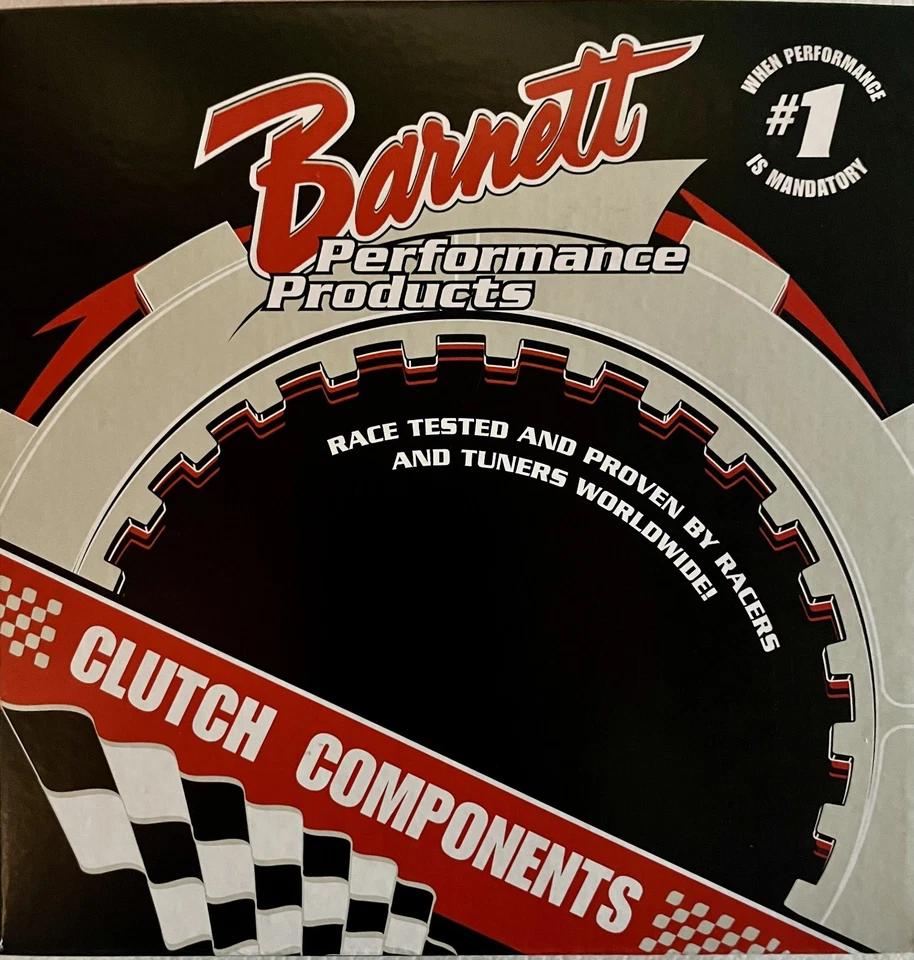 Barnett
Performance
Products
WHEN PERFORMANCE
#1
IS MANDATORY
RACE TESTED AND PROVEN BY RACERS
AND TUNERS WORLDWIDE!
CLUTCH COMPONENTS